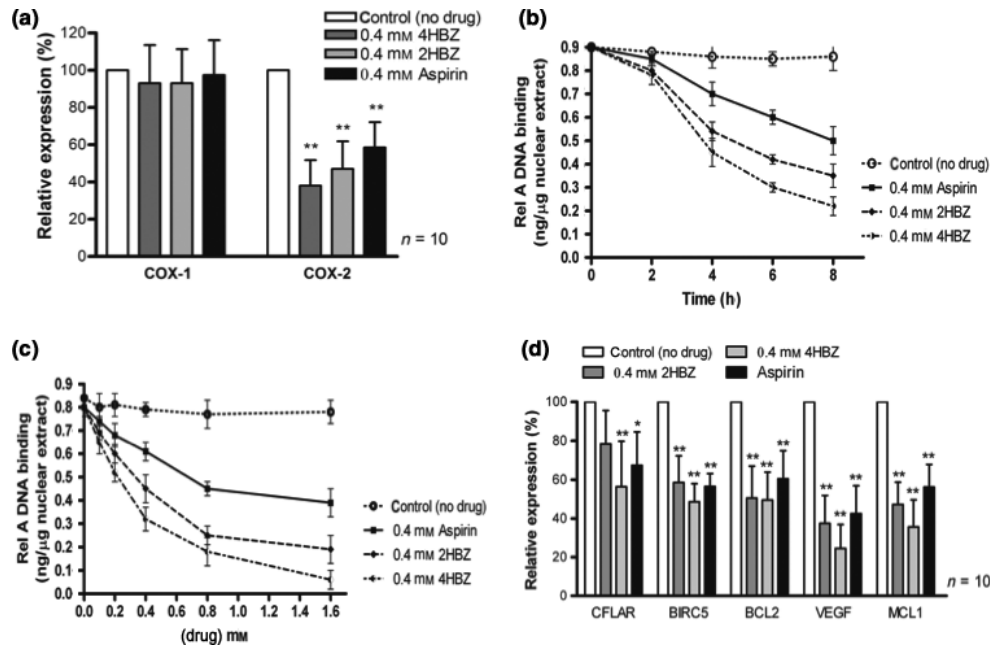 (a)
Control (no drug)
0.4 mM 4HBZ
0.4 mM 2HBZ
0.4 mM Aspirin
Relative expression (%)
120
100
80
60
40
20
0
**
**
**
COX-1
COX-2
n = 10
(b)
Rel A DNA binding
(ng/μg nuclear extract)
0.9
0.8
0.7
0.6
0.5
0.4
0.3
0.2
0.1
0.0
0
2
4
6
8
Time (h)
Control (no drug)
0.4 mM Aspirin
0.4 mM 2HBZ
0.4 mM 4HBZ
(c)
Rel A DNA binding
(ng/μg nuclear extract)
0.9
0.8
0.7
0.6
0.5
0.4
0.3
0.2
0.1
0.0
0.0
0.2
0.4
0.6
0.8
1.0
1.2
1.4
1.6
(drug) mM
Control (no drug)
0.4 mM Aspirin
0.4 mM 2HBZ
0.4 mM 4HBZ
(d)
Control (no drug)
0.4 mM 4HBZ
0.4 mM 2HBZ
Aspirin
Relative expression (%)
100
80
60
40
20
0
**
*
**
**
**
**
**
**
**
**
**
**
**
**
CFLAR
BIRC5
BCL2
VEGF
MCL1
n = 10